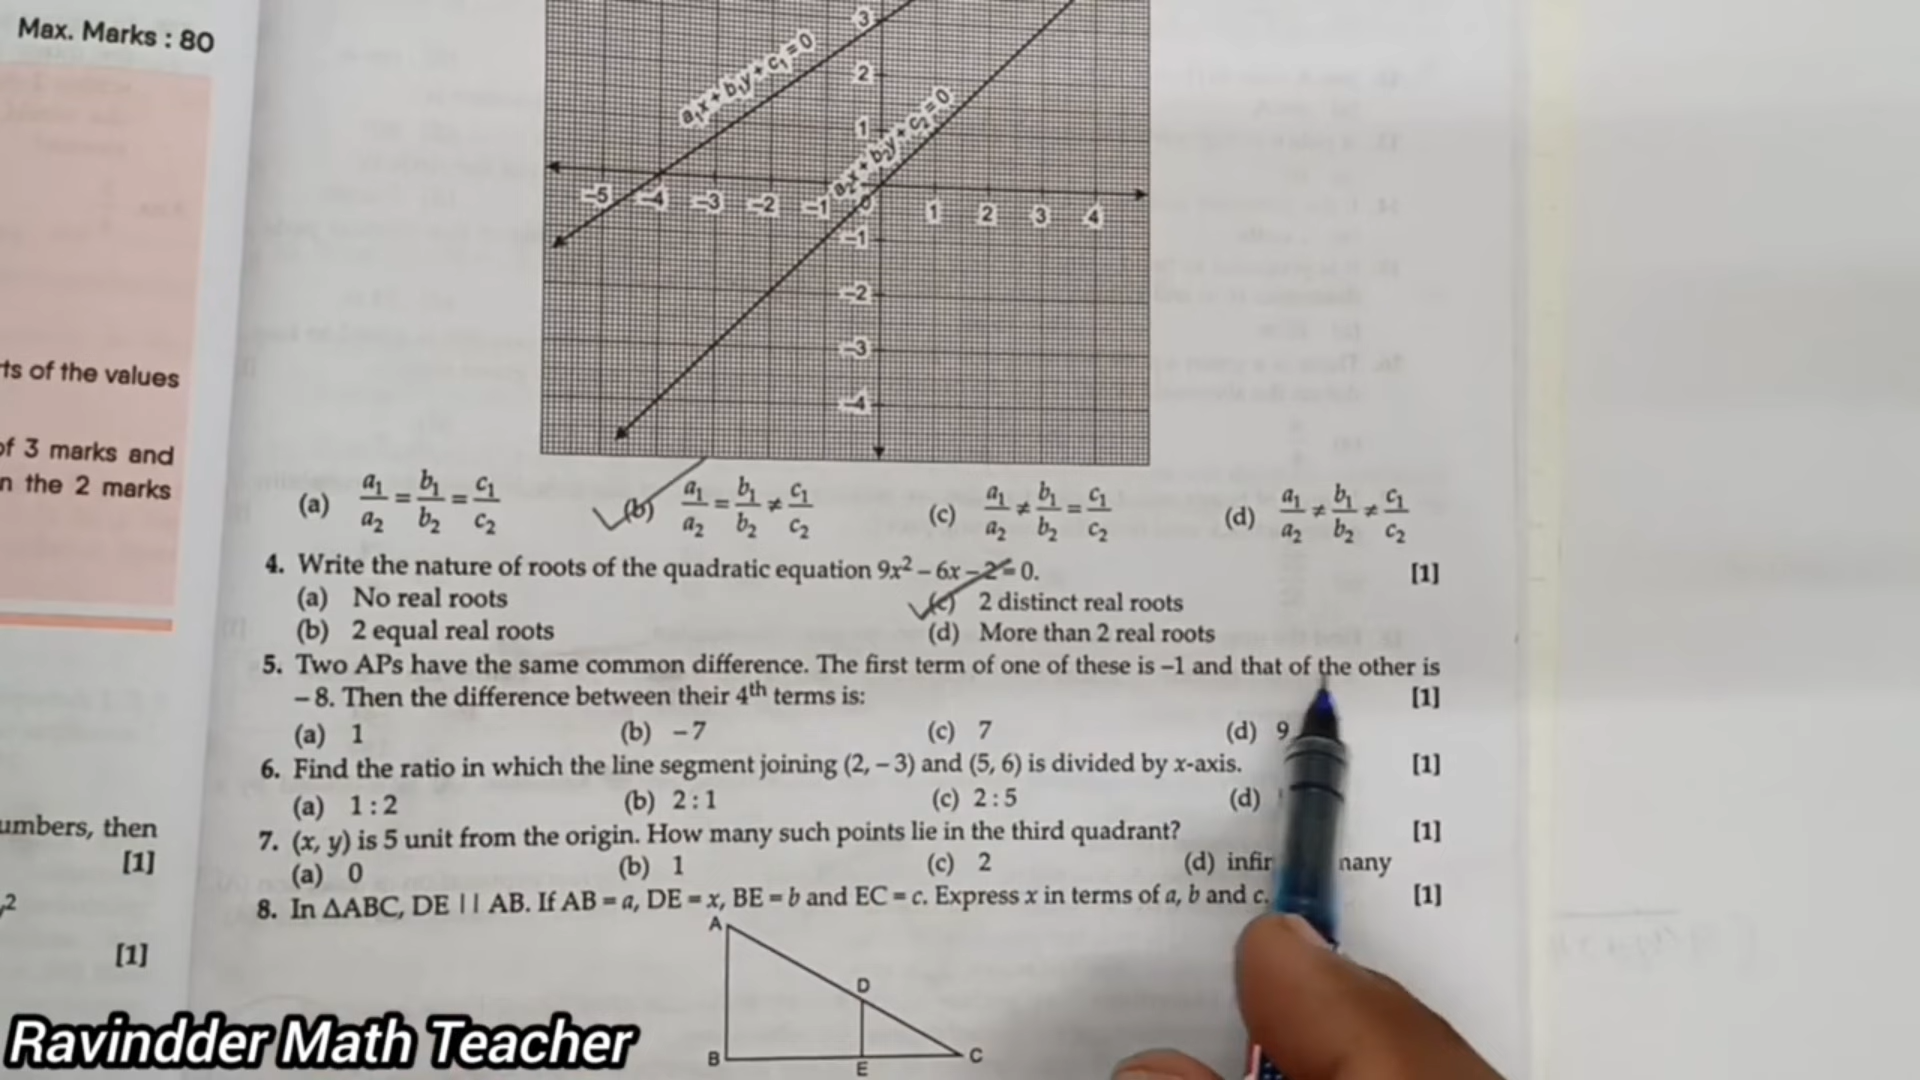 Max. Marks : 80
ts of the values
of 3 marks and
n the 2 marks
umbers, then
[1]
[1]
3
2
1
a₁x + b₁y + c₁ = 0
a₂x + b₂y + c₂ = 0
–5 –4 –3 –2 –1 0 1 2 3 4
–1
–2
–3
–4
(a) a₁/a₂ = b₁/b₂ = c₁/c₂ (b) a₁/a₂ = b₁/b₂ ≠ c₁/c₂ (c) a₁/a₂ ≠ b₁/b₂ = c₁/c₂ (d) a₁/a₂ ≠ b₁/b₂ ≠ c₁/c₂
4. Write the nature of roots of the quadratic equation 9x² – 6x – 2 = 0. [1]
(a) No real roots (c) 2 distinct real roots
(b) 2 equal real roots (d) More than 2 real roots
5. Two APs have the same common difference. The first term of one of these is –1 and that of the other is
– 8. Then the difference between their 4th terms is: [1]
(a) 1 (b) – 7 (c) 7 (d) 9
6. Find the ratio in which the line segment joining (2, – 3) and (5, 6) is divided by x-axis. [1]
(a) 1 : 2 (b) 2 : 1 (c) 2 : 5 (d)
7. (x, y) is 5 unit from the origin. How many such points lie in the third quadrant? [1]
(a) 0 (b) 1 (c) 2 (d) infin many
8. In ΔABC, DE || AB. If AB = a, DE = x, BE = b and EC = c. Express x in terms of a, b and c. [1]
A
D
B E C
Ravindder Math Teacher